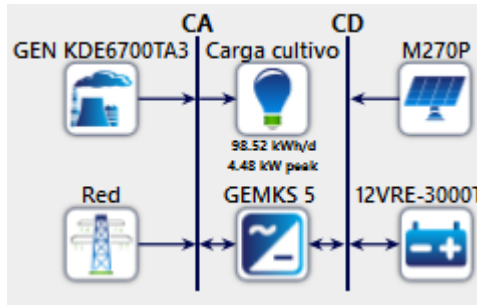 CA
CD
GEN KDE6700TA3
Carga cultivo
M270P
98.52 kWh/d
4.48 kW peak
Red
GEMKS 5
12VRE-3000T